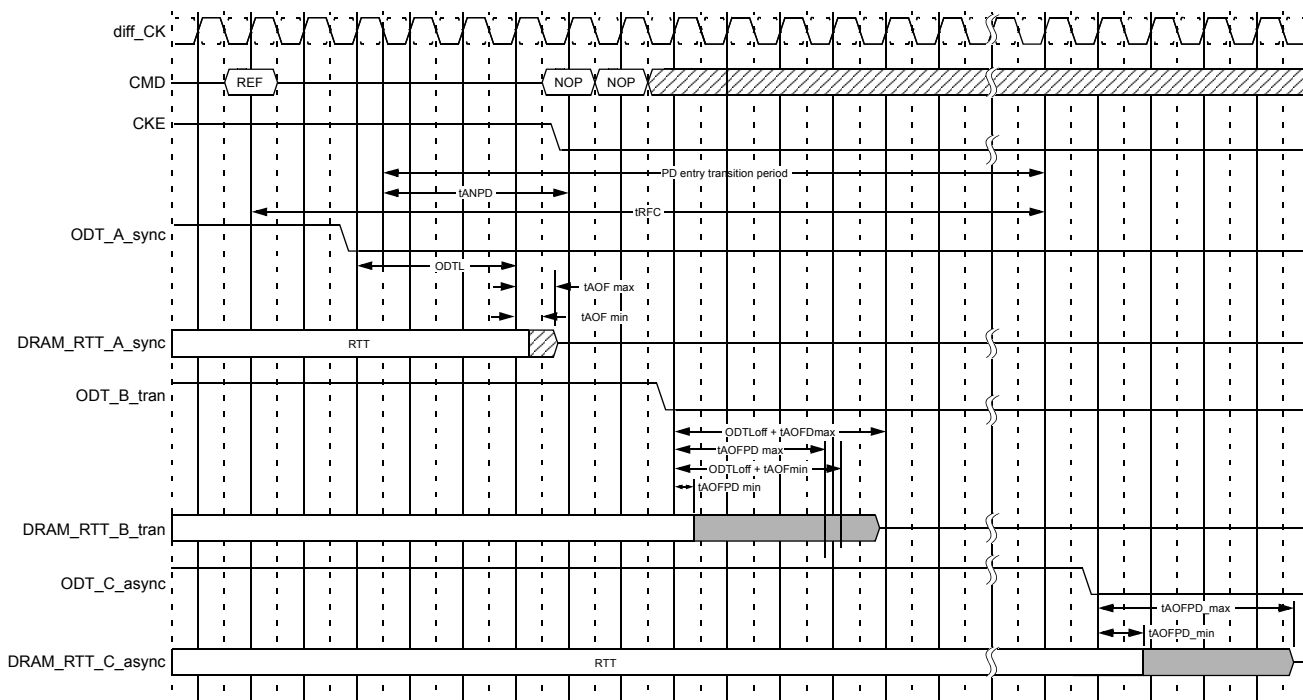 diff_CK
CMD
REF
NOP
NOP
CKE
PD entry transition period
tANPD
tRFC
ODT_A_sync
ODTL
tAOF max
tAOF min
DRAM_RTT_A_sync
RTT
ODT_B_tran
ODTLoff + tAOFDmax
tAOFPD max
ODTLoff + tAOFmin
tAOFPD min
DRAM_RTT_B_tran
ODT_C_async
tAOFPD_max
tAOFPD_min
DRAM_RTT_C_async
RTT